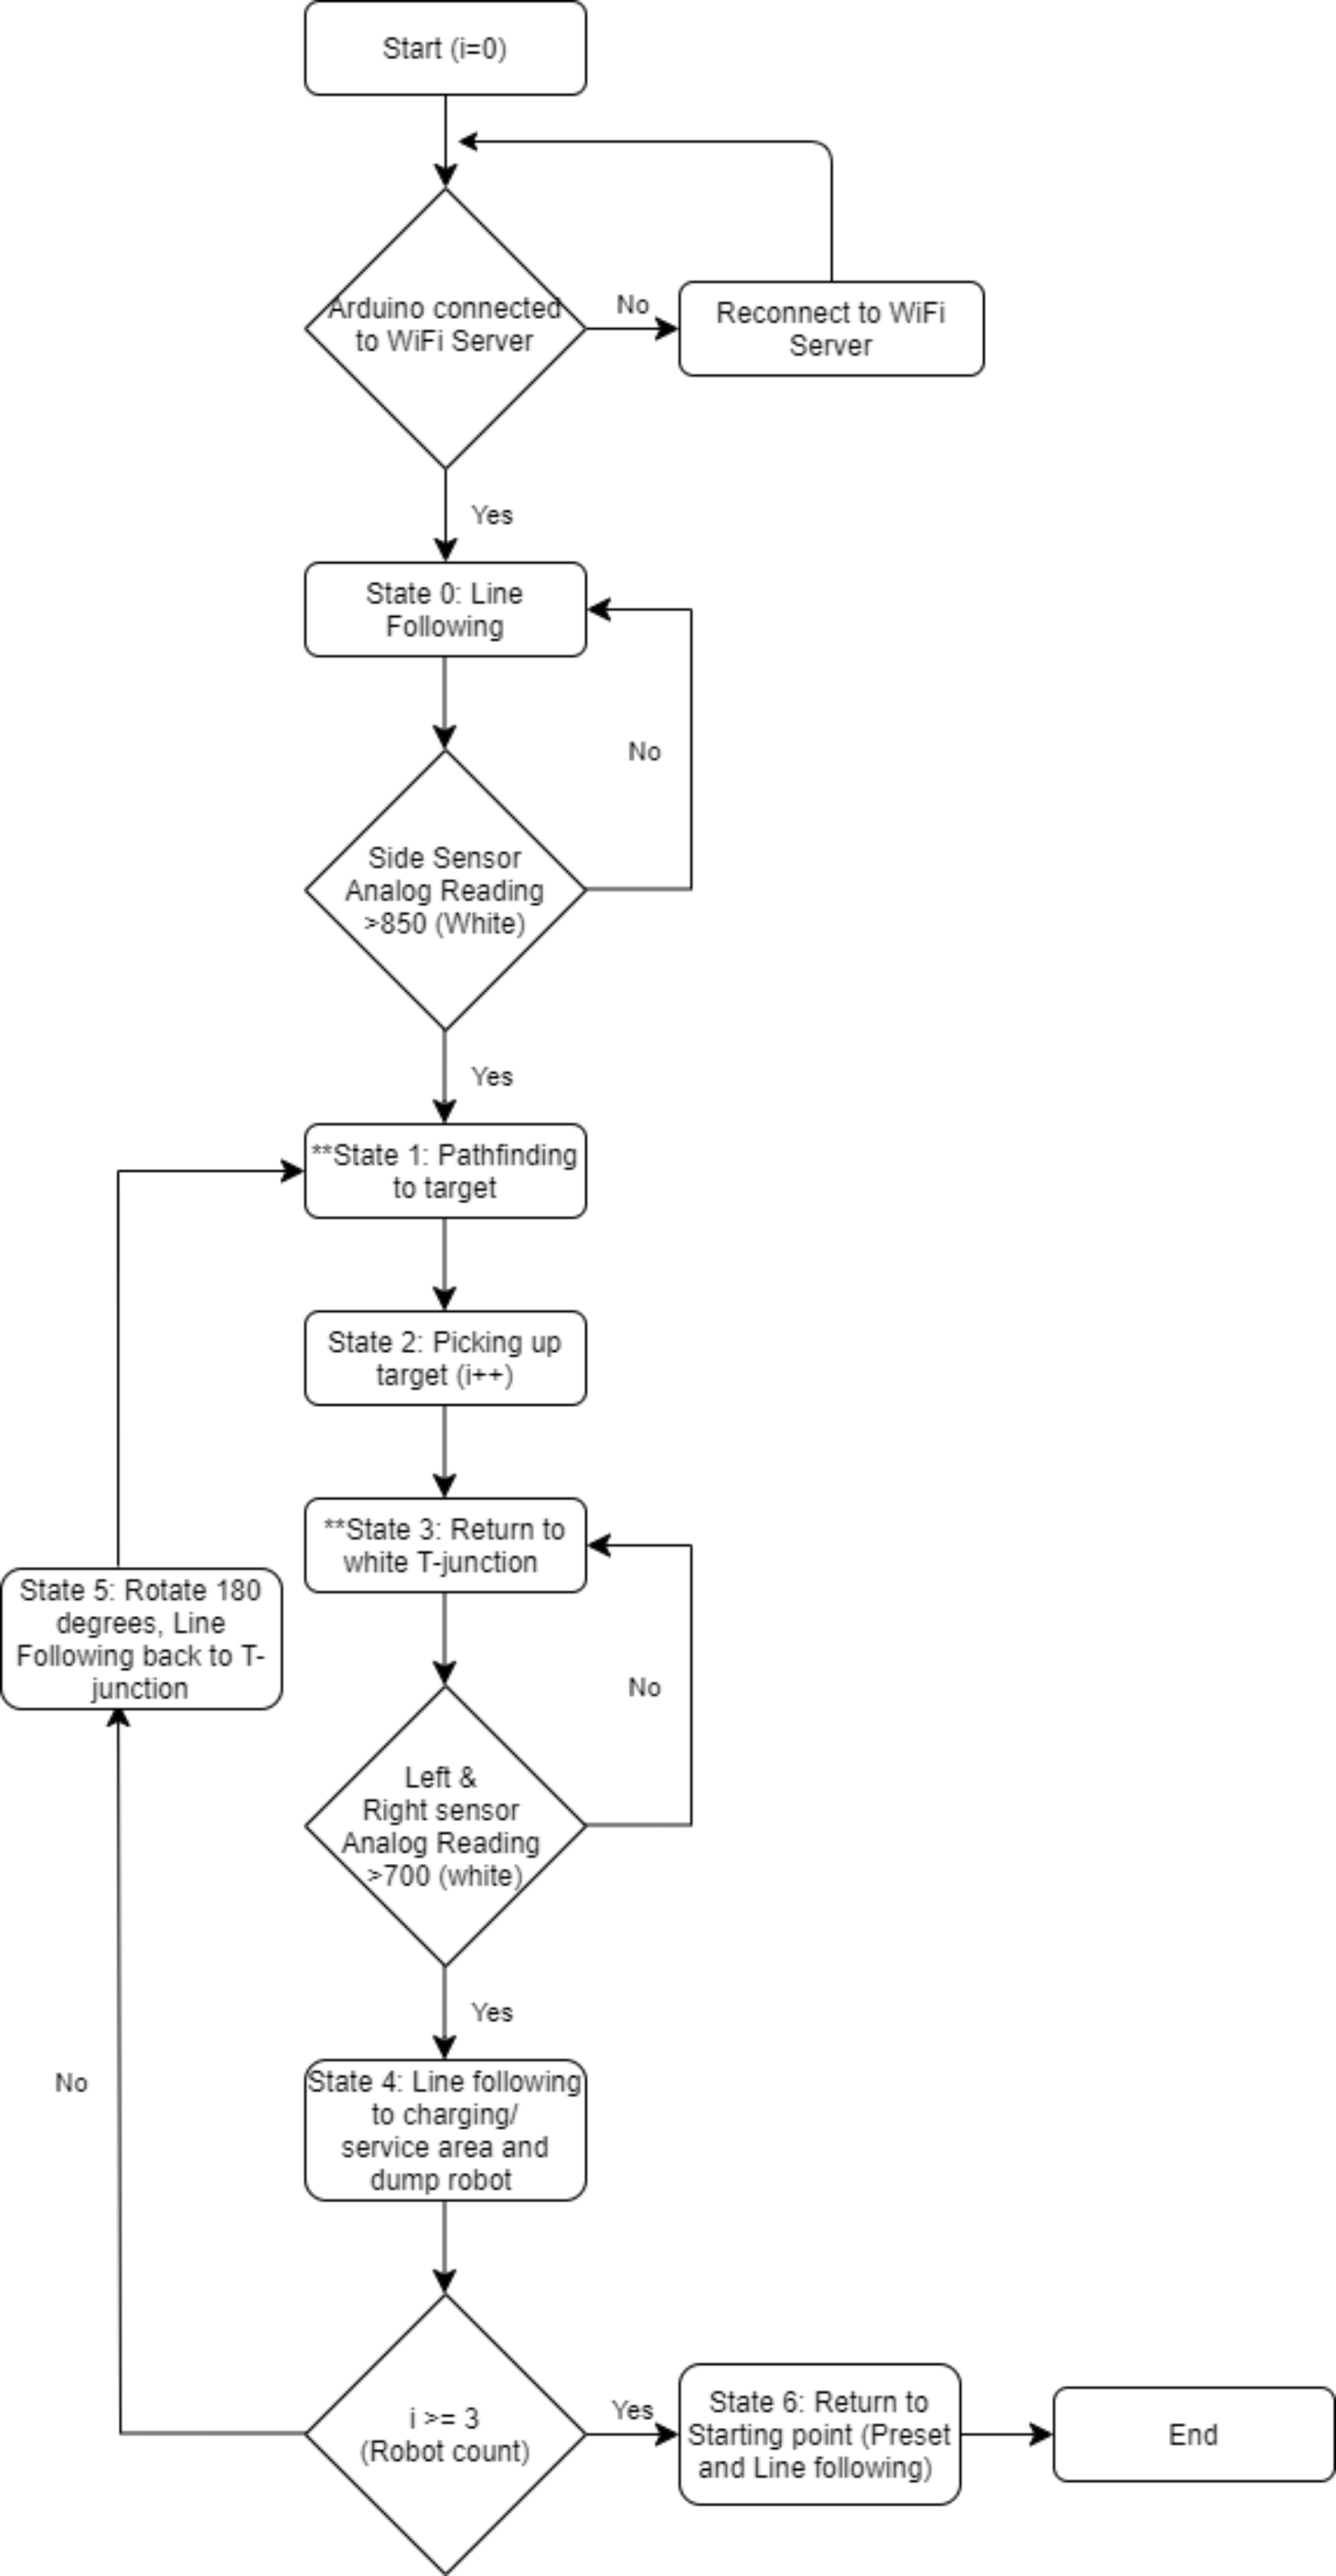 Start (i=0)
Arduino connected
to WiFi Server
No
Reconnect to WiFi
Server
Yes
State 0: Line
Following
No
Side Sensor
Analog Reading
>850 (White)
Yes
**State 1: Pathfinding
to target
State 2: Picking up
target (i++)
**State 3: Return to
white T-junction
State 5: Rotate 180
degrees, Line
Following back to T-
junction
No
Left &
Right sensor
Analog Reading
>700 (white)
Yes
State 4: Line following
to charging/
service area and
dump robot
No
i >= 3
(Robot count)
Yes
State 6: Return to
Starting point (Preset
and Line following)
End